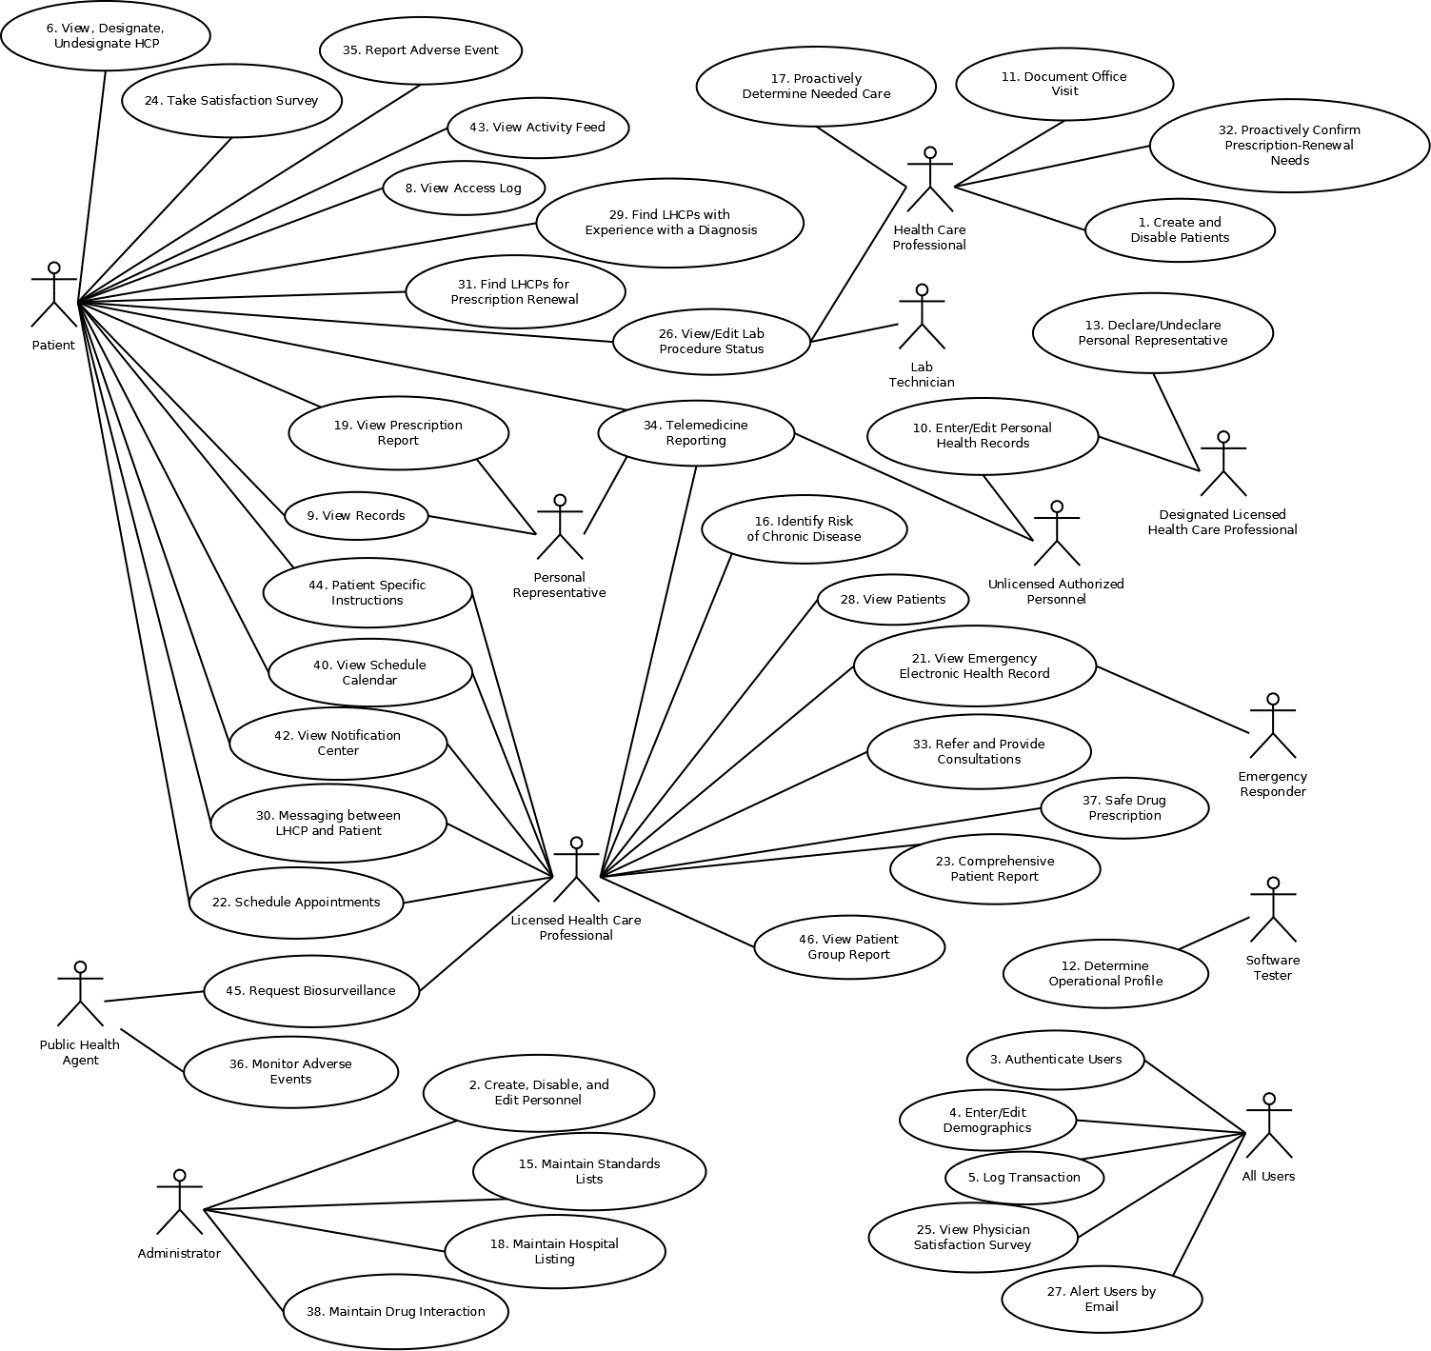 6. View, Designate,
Undesignate HCP
35. Report Adverse Event
24. Take Satisfaction Survey
17. Proactively
Determine Needed Care
11. Document Office
Visit
43. View Activity Feed
32. Proactively Confirm
Prescription-Renewal
Needs
8. View Access Log
29. Find LHCPs with
Experience with a Diagnosis
Health Care
Professional
1. Create and
Disable Patients
31. Find LHCPs for
Prescription Renewal
Patient
26. View/Edit Lab
Procedure Status
Lab
Technician
13. Declare/Undeclare
Personal Representative
19. View Prescription
Report
34. Telemedicine
Reporting
10. Enter/Edit Personal
Health Records
9. View Records
16. Identify Risk
of Chronic Disease
Designated Licensed
Health Care Professional
Personal
Representative
Unlicensed Authorized
Personnel
44. Patient Specific
Instructions
28. View Patients
40. View Schedule
Calendar
21. View Emergency
Electronic Health Record
42. View Notification
Center
33. Refer and Provide
Consultations
Emergency
Responder
30. Messaging between
LHCP and Patient
37. Safe Drug
Prescription
23. Comprehensive
Patient Report
22. Schedule Appointments
Licensed Health Care
Professional
46. View Patient
Group Report
12. Determine
Operational Profile
Software
Tester
45. Request Biosurveillance
Public Health
Agent
36. Monitor Adverse
Events
3. Authenticate Users
2. Create, Disable, and
Edit Personnel
4. Enter/Edit
Demographics
15. Maintain Standards
Lists
5. Log Transaction
All Users
Administrator
18. Maintain Hospital
Listing
25. View Physician
Satisfaction Survey
38. Maintain Drug Interaction
27. Alert Users by
Email